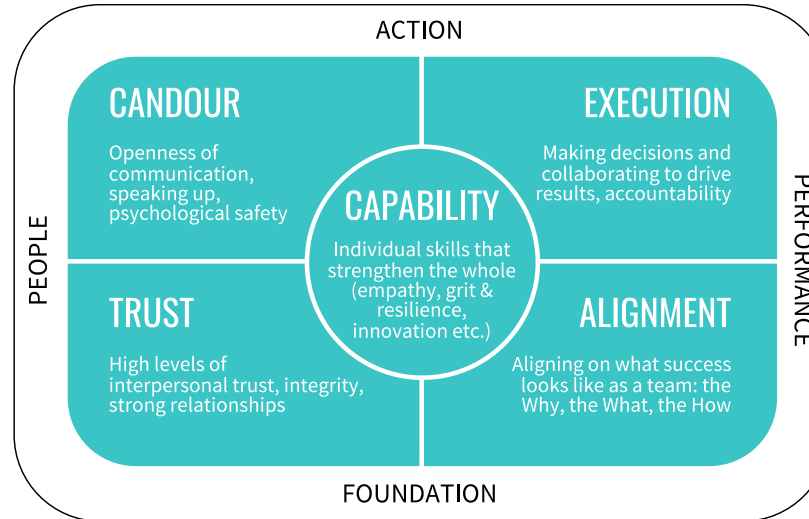 ACTION
CANDOUR
Openness of
communication,
speaking up,
psychological safety
EXECUTION
Making decisions and
collaborating to drive
results, accountability
PEOPLE
CAPABILITY
Individual skills that
strengthen the whole
(empathy, grit &
resilience,
innovation etc.)
PERFORMANCE
TRUST
High levels of
interpersonal trust, integrity,
strong relationships
ALIGNMENT
Aligning on what success
looks like as a team: the
Why, the What, the How
FOUNDATION